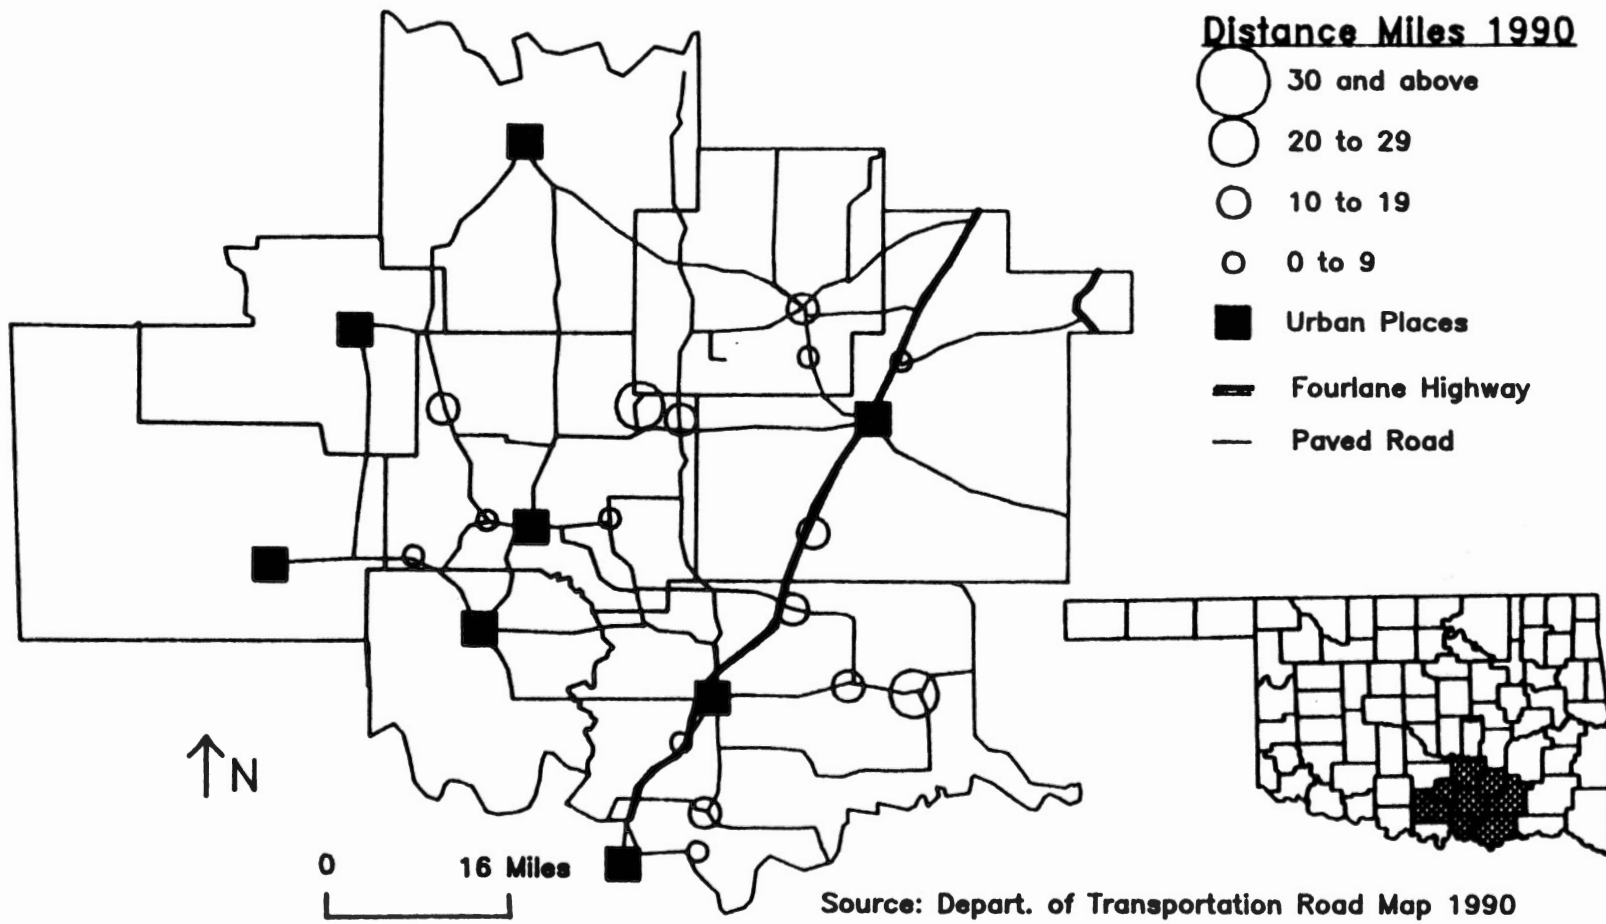 Distance Miles 1990
30 and above
20 to 29
10 to 19
0 to 9
Urban Places
Fourlane Highway
Paved Road
N
0 16 Miles
Source: Depart. of Transportation Road Map 1990